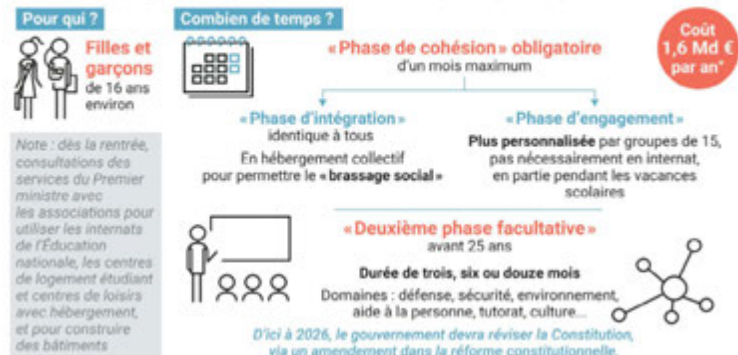 Pour qui ?
Filles et
garçons
de 16 ans
environ
Note : dès la rentrée,
consultations des
services du Premier
ministre avec
les associations pour
utiliser les internats
de l'Éducation
nationale, les centres
de logement étudiant
et centres de loisirs
avec hébergement,
et pour construire
des bâtiments
Combien de temps ?
« Phase de cohésion » obligatoire
d'un mois maximum
Coût
1,6 Md €
par an*
« Phase d'intégration »
identique à tous
En hébergement collectif
pour permettre le « brassage social »
« Phase d'engagement »
Plus personnalisée par groupes de 15,
pas nécessairement en internat,
en partie pendant les vacances
scolaires
« Deuxième phase facultative »
avant 25 ans
Durée de trois, six ou douze mois
Domaines : défense, sécurité, environnement,
aide à la personne, tutorat, culture...
D'ici à 2026, le gouvernement devra réviser la Constitution,
via un amendement dans la réforme constitutionnelle.